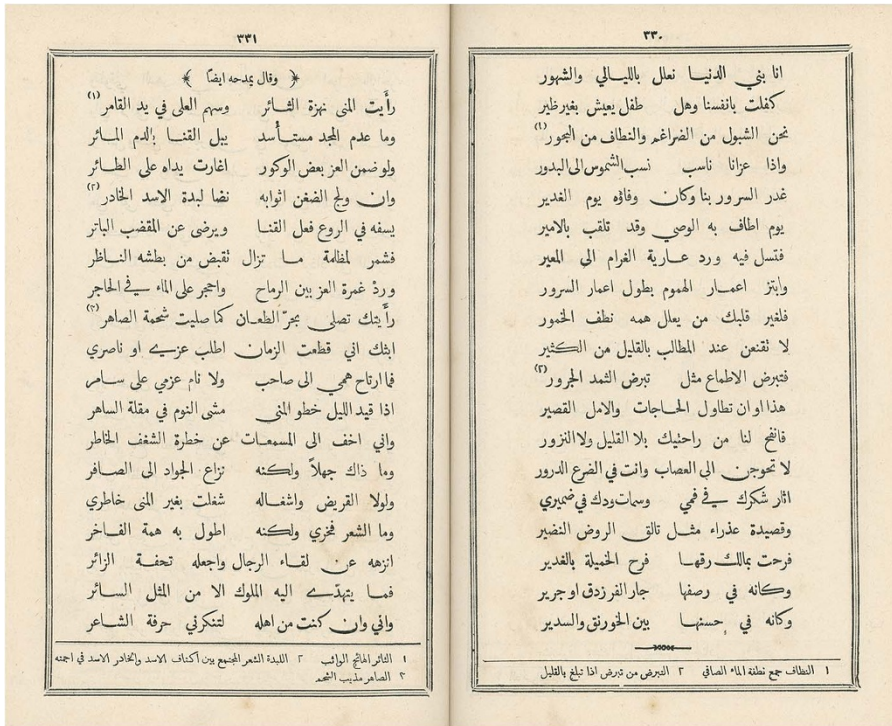 ٣٣٠
انا بني الدنيا نعلل بالليالي والشهور
كفلت بانفسنا وهل طفل يعيش بغير ظير
نحن الشبول من الضراغم والنطاف من البحور (١)
واذا عزانا ناسب نسب الشموس الى البدور
غدر السرور بنا وكان وفاؤه يوم الغدير
يوم اطاف به الوصي وقد تلقب بالامير
فتسل فيه ورد عارية الغرام الى المعير
وابتز اعمار الهموم بطول اعمار السرور
فلغير قلبك من يعلل همه نطف الخمور
لا تقنعن عند المطالب بالقليل من الكثير
فتبرض الاطماع مثل تبرض الثمد الجرور (٢)
هذا اوان تطاول الحاجات والامل القصير
فانفح لنا من راحتيك بلا القليل ولا النزور
لا تحوجن الى العصاب وانت في الضرع الدرور
اثار شكرك في فمي وسمات ودك في ضميري
وقصيدة عذراء مثل تالق الروض النضير
فرحت بمالك رقها فرح الخميلة بالغدير
وكانه في رصفها جار الفرزدق او جرير
وكانه في حسنها بين الخورنق والسدير
١ النطاف جمع نطفة الماء الصافي ٢ التبرض من تبرض اذا تبلغ بالقليل
٣٣١
﴿ وقال يمدحه ايضا ﴾
رأيت المنى نهزة الثائر وسهم العلى في يد القامر (١)
وما عدم المجد مستأسد يبل القنا بالدم المائر
ولو ضمن العز بعض الوكور اغارت يداه على الطائر
وان ولج الضغن اثوابه نضا لبدة الاسد الخادر (٢)
يسفه في الروع فعل القنا ويرضى عن المقضب الباتر
فشمر لمظلمة ما تزال تقبض من بطشه الناظر
ورد غمرة العز بين الرماح واحجر على الماء في الحاجر
رأيتك تصلى بحر الطعان كما صليت شحمة الصاهر (٣)
ابثك اني قطعت الزمان اطلب عزي او ناصري
فما ارتاح همي الى صاحب ولا نام عزمي على سامر
اذا قيد الليل خطو المنى مشى النوم في مقلة الساهر
واني اخف الى المسمعات عن خطرة الشغف الخاطر
وما ذاك جهلاً ولكنه نزاع الجواد الى الصافر
ولولا القريض واشغاله شغلت بغير المنى خاطري
وما الشعر فخري ولكنه اطول به همة الفاخر
انزهه عن لقاء الرجال واجعله تحفة الزائر
فما يتهدى اليه الملوك الا من المثل السائر
واني وان كنت من اهله لتنكرني حرفة الشاعر
١ الثائر الهائج الواثب ٢ اللبدة الشعر المجتمع بين اكتاف الاسد والخادر الاسد في اجمته
٣ الصاهر مذيب الشحم